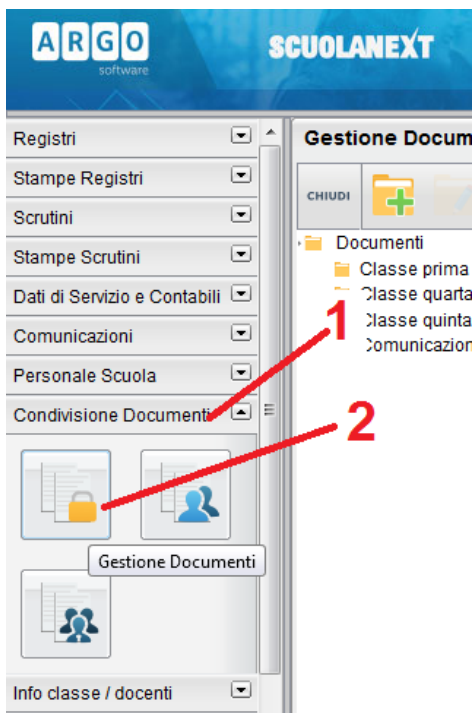 ARGO
software
SCUOLANEXT
Registri
Stampe Registri
Scrutini
Stampe Scrutini
Dati di Servizio e Contabili
Comunicazioni
Personale Scuola
Condivisione Documenti
Gestione Documenti
Info classe / docenti
Gestione Docum
CHIUDI
Documenti
Classe prima
Classe quarta
Classe quinta
Comunicazion
1
2